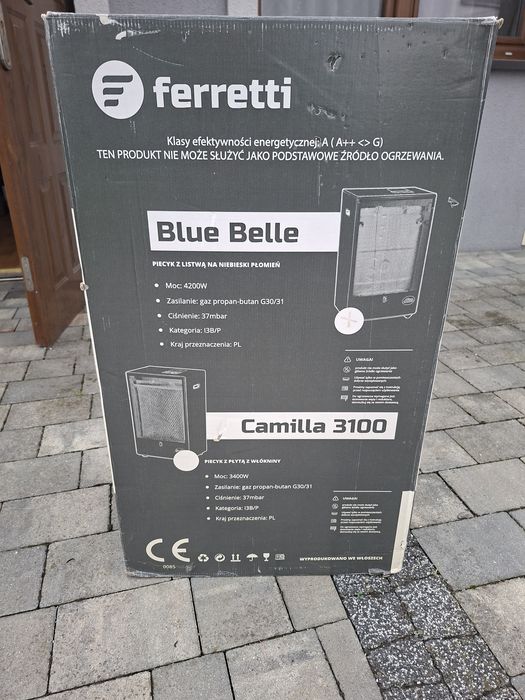 ferretti
Klasy efektywności energetycznej A ( A++ <> G)
TEN PRODUKT NIE MOŻE SŁUŻYĆ JAKO PODSTAWOWE ŹRÓDŁO OGRZEWANIA.
Blue Belle
PIECYK Z LISTWĄ NA NIEBIESKI PŁOMIEŃ
• Moc: 4200W
• Zasilanie: gaz propan-butan G30/31
• Ciśnienie: 37mbar
• Kategoria: I3B/P
• Kraj przeznaczenia: PL
UWAGA!
Camilla 3100
PIECYK Z PŁYTĄ Z WŁÓKNINY
• Moc: 3400W
• Zasilanie: gaz propan-butan G30/31
• Ciśnienie: 37mbar
• Kategoria: I3B/P
• Kraj przeznaczenia: PL
UWAGA!
CE
0085
WYPRODUKOWANO WE WŁOSZECH